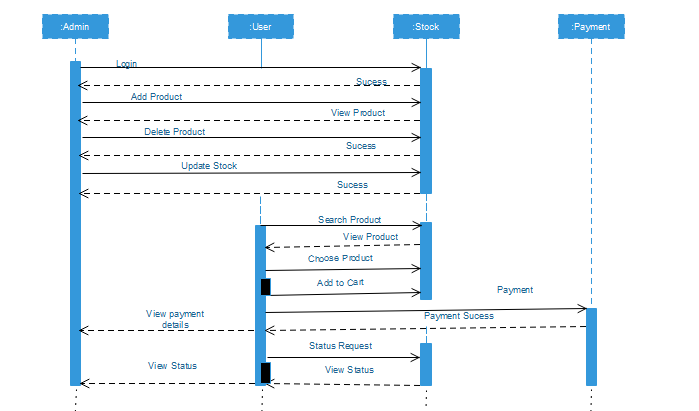 :Admin
:User
:Stock
:Payment
Login
Sucess
Add Product
View Product
Delete Product
Sucess
Update Stock
Sucess
Search Product
View Product
Choose Product
Add to Cart
Payment
View payment
details
Payment Sucess
Status Request
View Status
View Status